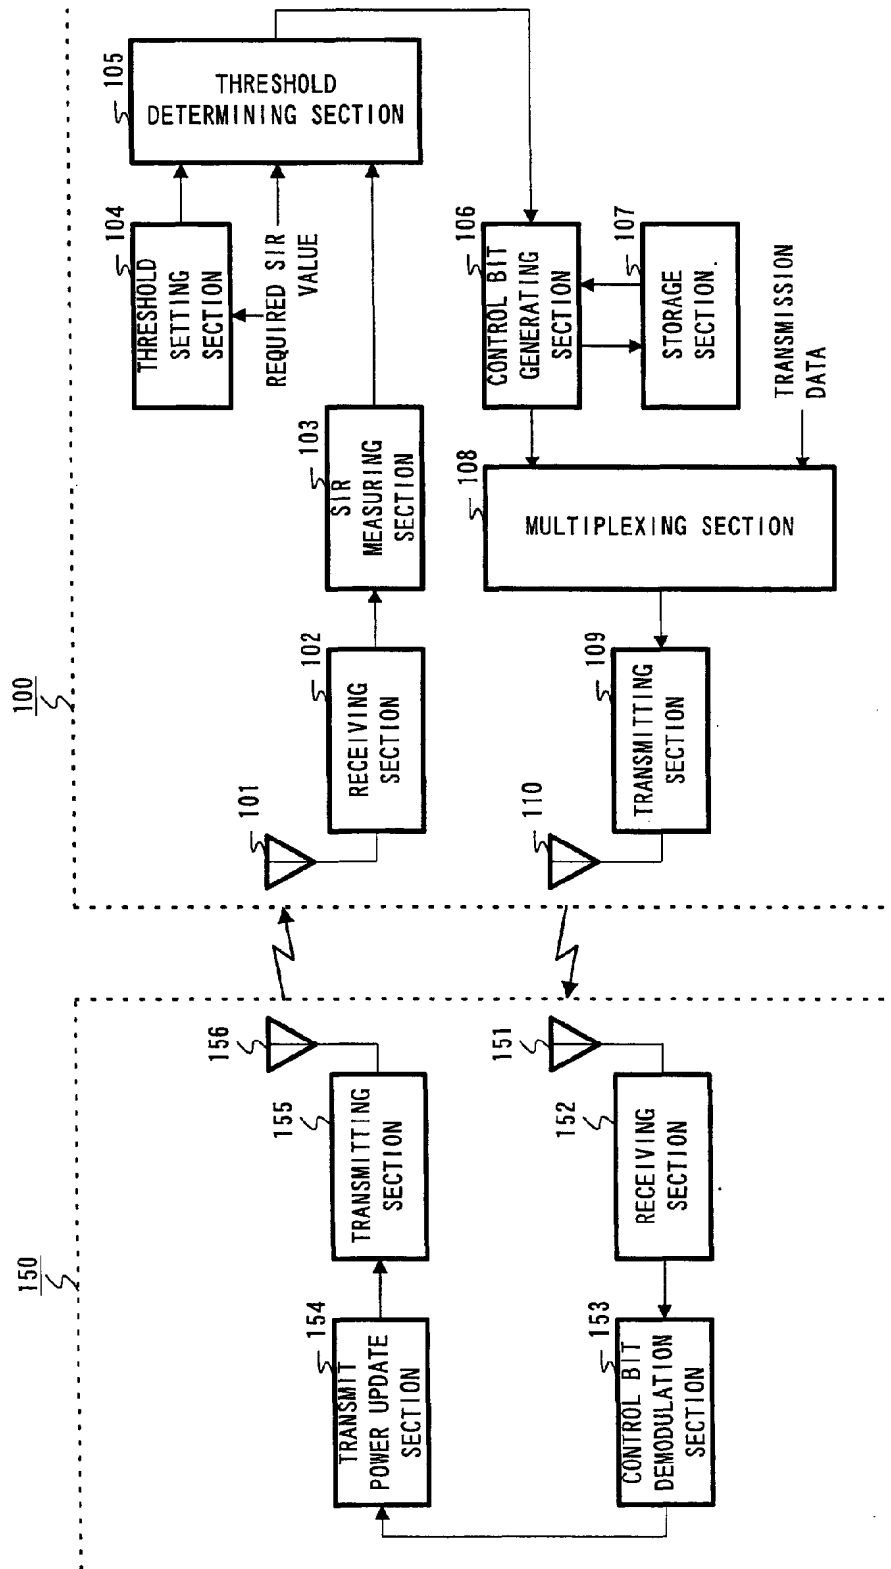 150
154
TRANSMIT
POWER UPDATE
SECTION
155
TRANSMITTING
SECTION
156
153
CONTROL BIT
DEMODULATION
SECTION
152
RECEIVING
SECTION
151
100
101
102
RECEIVING
SECTION
103
SIR
MEASURING
SECTION
104
THRESHOLD
SETTING
SECTION
REQUIRED SIR
VALUE
105
THRESHOLD
DETERMINING SECTION
110
109
TRANSMITTING
SECTION
108
MULTIPLEXING SECTION
106
CONTROL BIT
GENERATING
SECTION
107
STORAGE
SECTION
TRANSMISSION
DATA